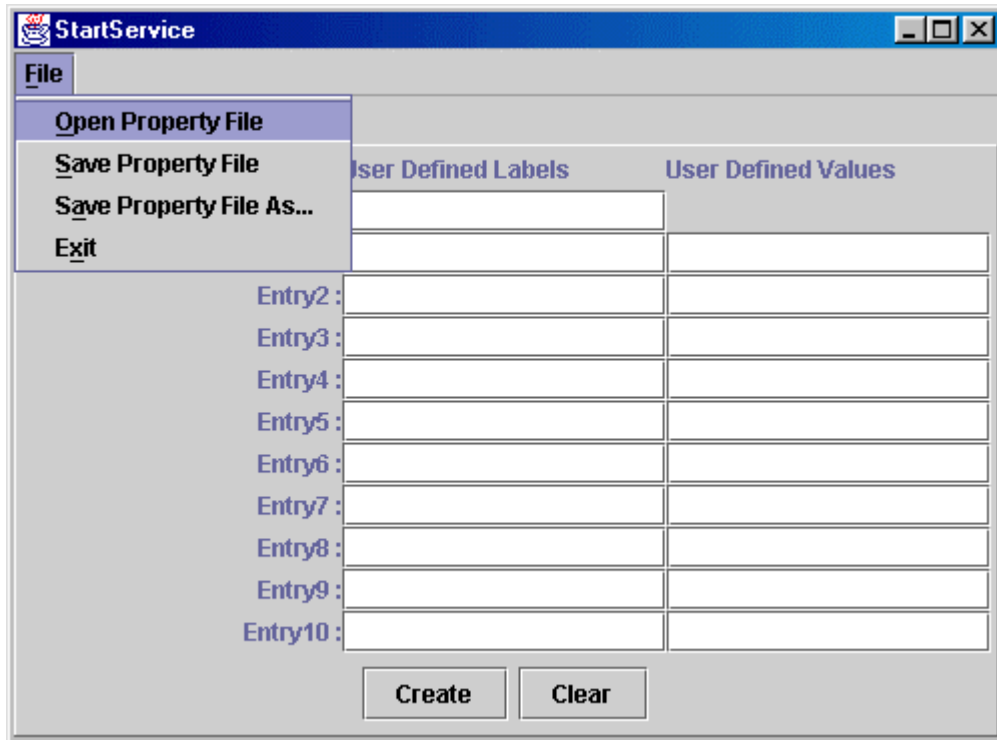 StartService
File
Open Property File
Save Property File
Save Property File As...
Exit
User Defined Labels User Defined Values
Entry2 :
Entry3 :
Entry4 :
Entry5 :
Entry6 :
Entry7 :
Entry8 :
Entry9 :
Entry10 :
Create Clear